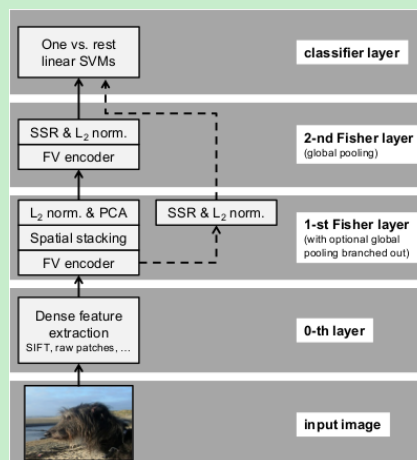 One vs. rest
linear SVMs
classifier layer
SSR & L2 norm.
FV encoder
2-nd Fisher layer
(global pooling)
L2 norm. & PCA
Spatial stacking
FV encoder
SSR & L2 norm.
1-st Fisher layer
(with optional global
pooling branched out)
Dense feature
extraction
SIFT, raw patches, ...
0-th layer
input image